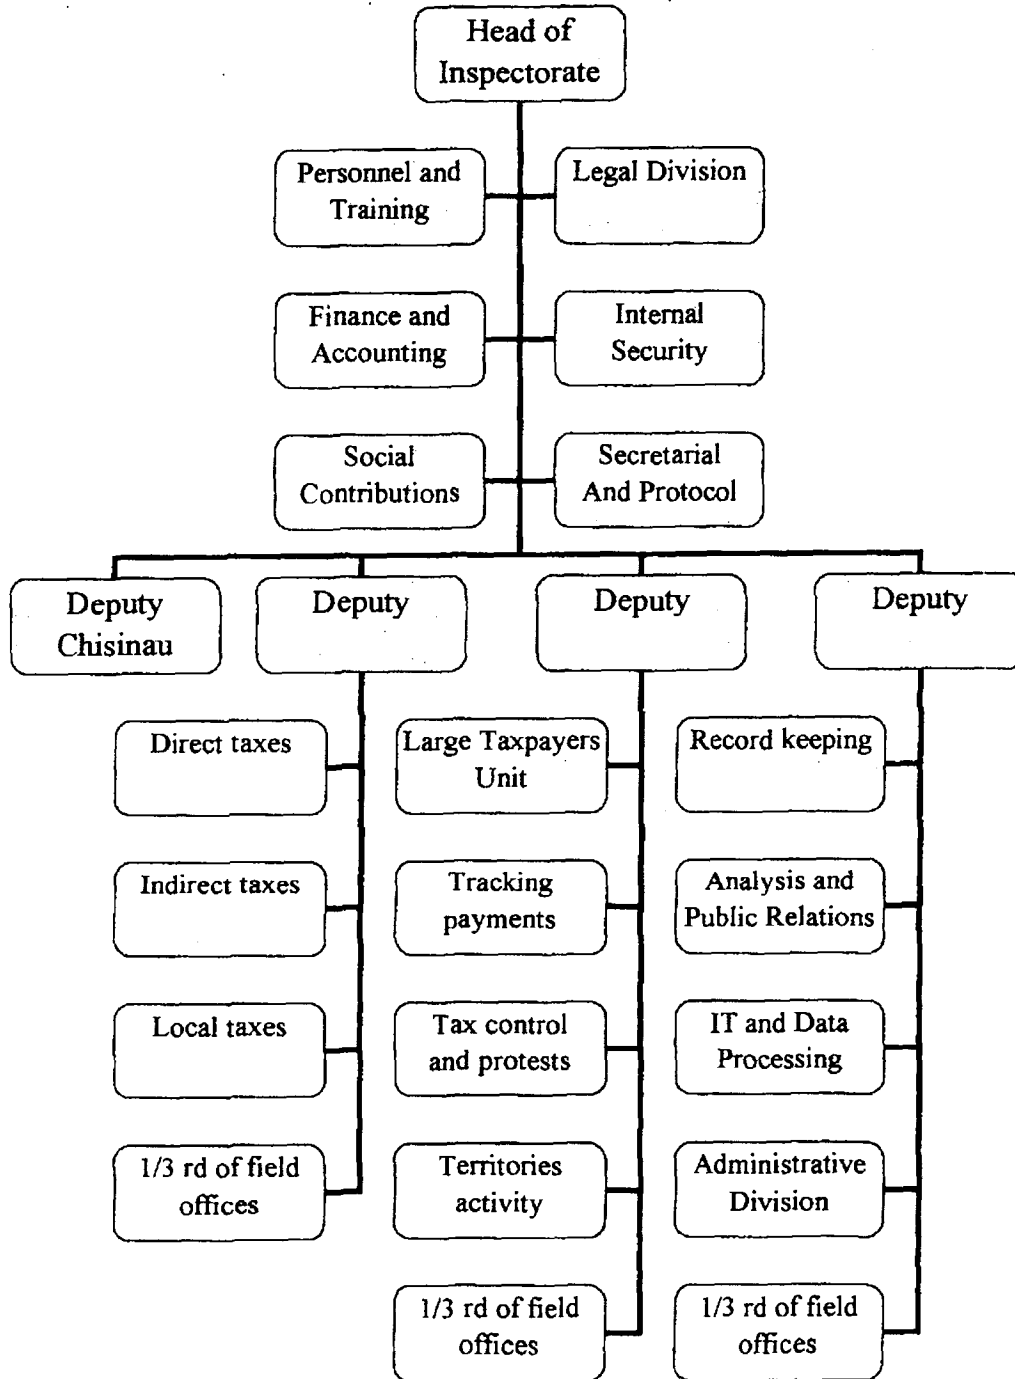 Head of
Inspectorate
Personnel and
Training
Legal Division
Finance and
Accounting
Internal
Security
Social
Contributions
Secretarial
And Protocol
Deputy
Chisinau
Deputy
Deputy
Deputy
Direct taxes
Large Taxpayers
Unit
Record keeping
Indirect taxes
Tracking
payments
Analysis and
Public Relations
Local taxes
Tax control
and protests
IT and Data
Processing
1/3 rd of field
offices
Territories
activity
Administrative
Division
1/3 rd of field
offices
1/3 rd of field
offices